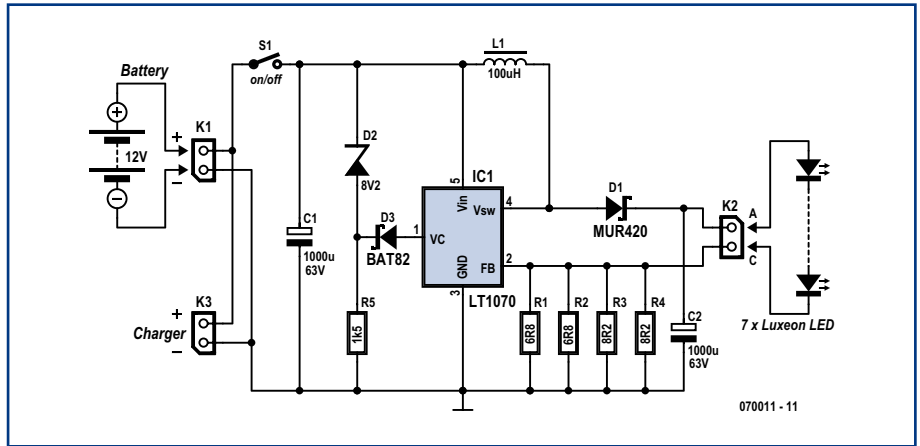 S1
on/off
L1
100uH
Battery
+
12V
–
K1
+
–
D2
8V2
D3
BAT82
C1
1000u
63V
R5
1k5
IC1
5
Vin
1
VC
Vsw
4
GND
3
FB
2
LT1070
D1
MUR420
R1
6R8
R2
6R8
R3
8R2
R4
8R2
K2
A
C
C2
1000u
63V
7 x Luxeon LED
K3
+
Charger
–
070011 - 11